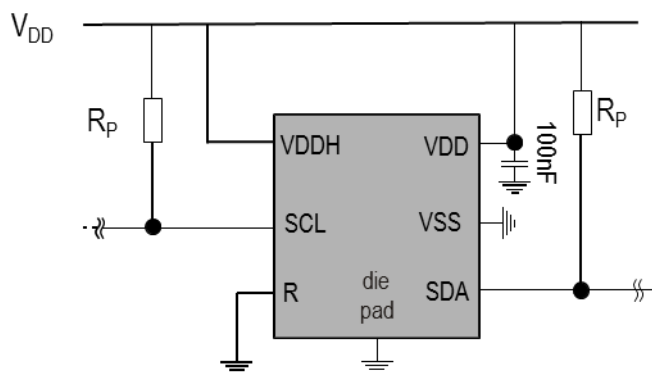 VDD
RP
VDDH
VDD
100nF
RP
SCL
VSS
R
die
pad
SDA